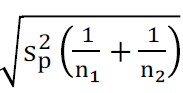 √(s_p^2 (1/n_1 + 1/n_2))